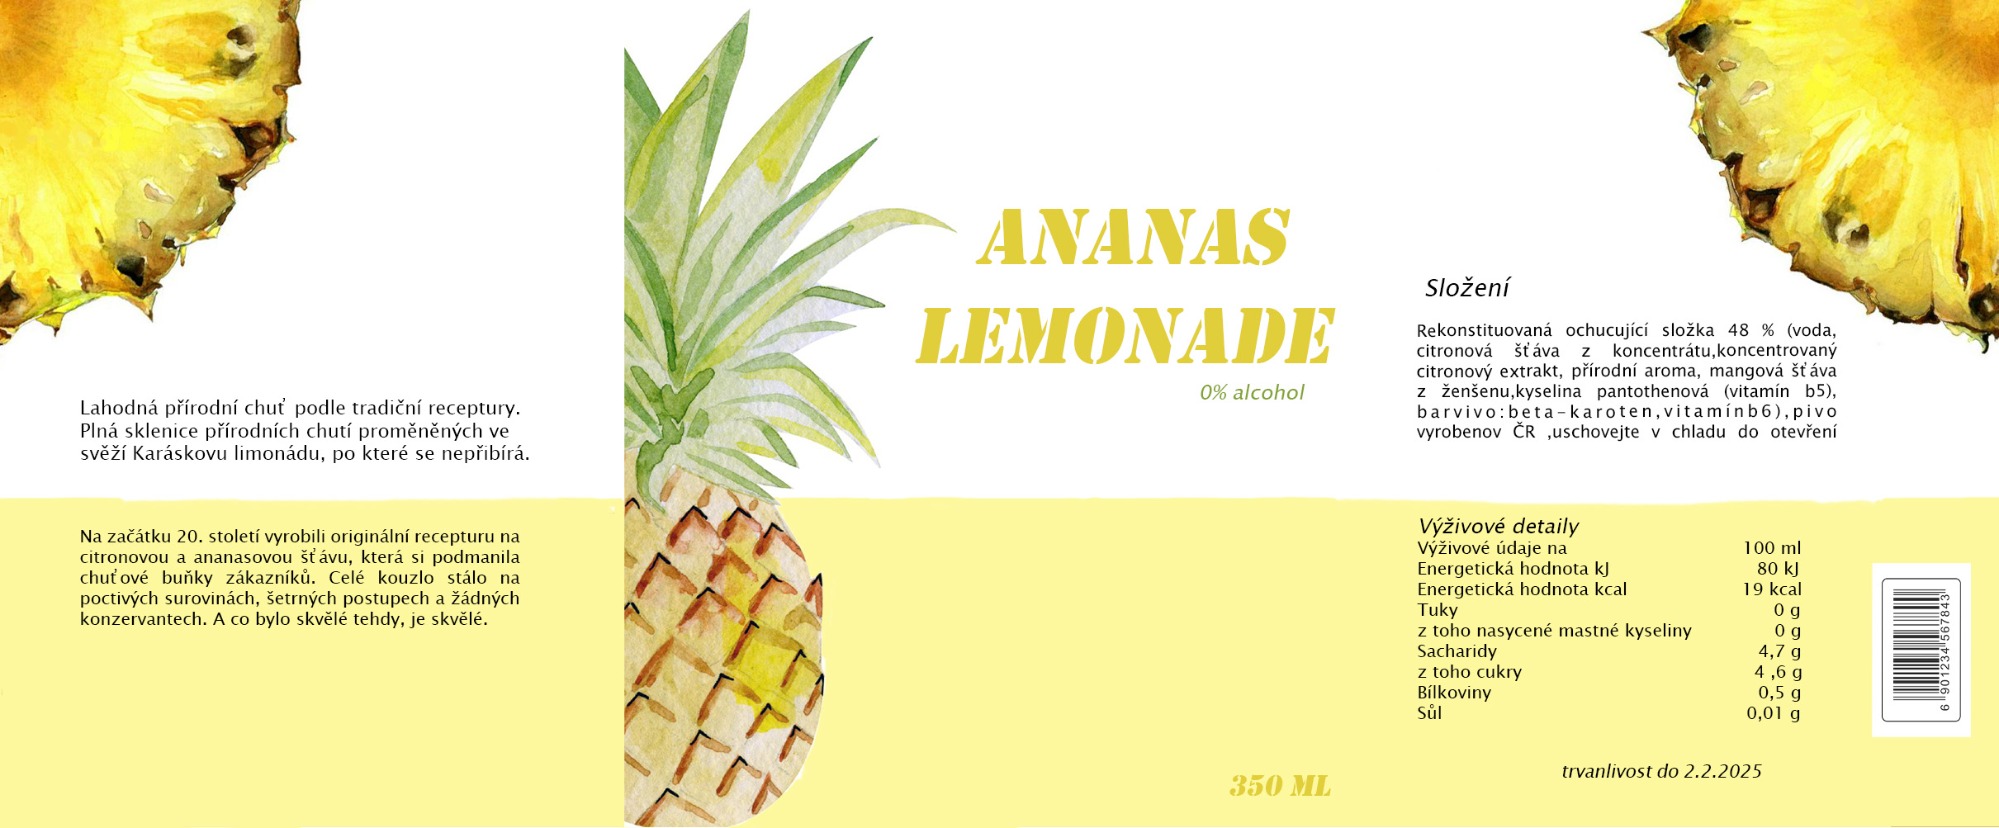 Lahodná přírodní chuť podle tradiční receptury.
Plná sklenice přírodních chutí proměněných ve
svěží Karáskovu limonádu, po které se nepřibírá.
Na začátku 20. století vyrobili originální recepturu na
citronovou a ananasovou šťávu, která si podmanila
chuťové buňky zákazníků. Celé kouzlo stálo na
poctivých surovinách, šetrných postupech a žádných
konzervantech. A co bylo skvělé tehdy, je skvělé.
ANANAS
LEMONADE
0% alcohol
350 ML
Složení
Rekonstituovaná ochucující složka 48 % (voda,
citronová šťáva z koncentrátu,koncentrovaný
citronový extrakt, přírodní aroma, mangová šťáva
z ženšenu,kyselina pantothenová (vitamín b5),
barvivo:beta-karoten,vitamínb6),pivo
vyrobenov ČR ,uschovejte v chladu do otevření
Výživové detaily
Výživové údaje na 100 ml
Energetická hodnota kJ 80 kJ
Energetická hodnota kcal 19 kcal
Tuky 0 g
z toho nasycené mastné kyseliny 0 g
Sacharidy 4,7 g
z toho cukry 4 ,6 g
Bílkoviny 0,5 g
Sůl 0,01 g
trvanlivost do 2.2.2025
6 901234 567843